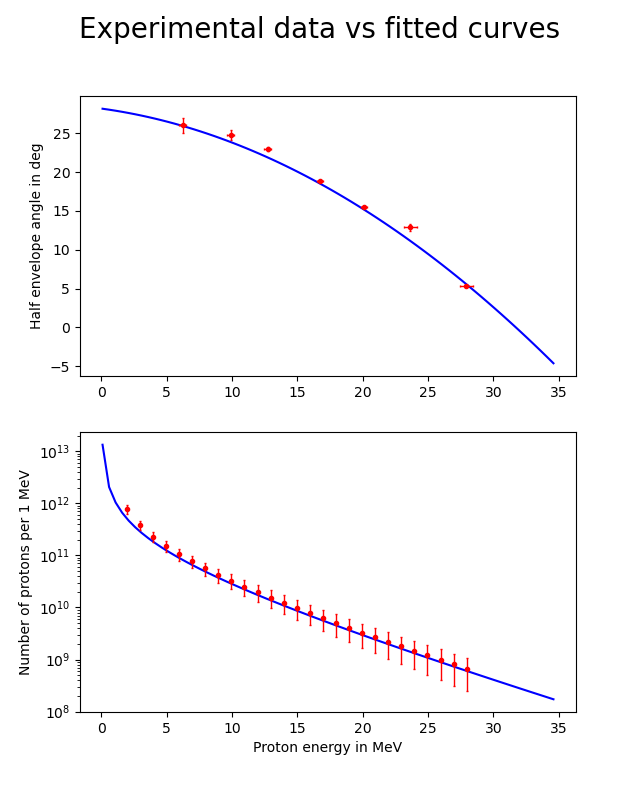 Experimental data vs fitted curves
Half envelope angle in deg
25
20
15
10
5
0
−5
0 5 10 15 20 25 30 35
Number of protons per 1 MeV
10¹³
10¹²
10¹¹
10¹⁰
10⁹
10⁸
0 5 10 15 20 25 30 35
Proton energy in MeV